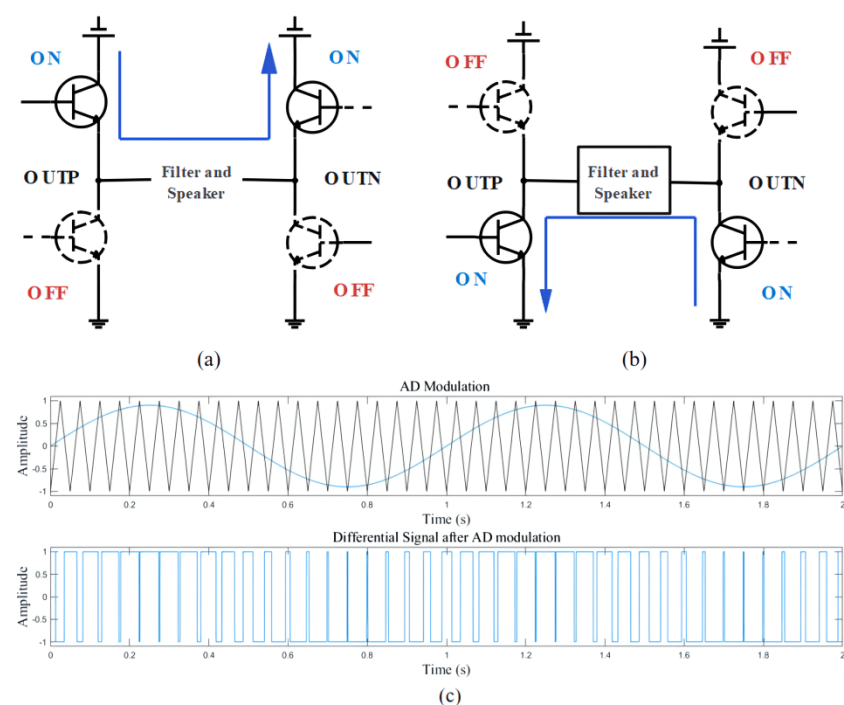 ON
ON
OUTP
Filter and
Speaker
OUTN
OFF
OFF
(a)
OFF
OFF
OUTP
Filter and
Speaker
OUTN
ON
ON
(b)
AD Modulation
1
0.5
0
-0.5
-1
Amplitude
0 0.2 0.4 0.6 0.8 1 1.2 1.4 1.6 1.8 2
Time (s)
Differential Signal after AD modulation
1
0.5
0
-0.5
-1
Amplitude
0 0.2 0.4 0.6 0.8 1 1.2 1.4 1.6 1.8 2
Time (s)
(c)